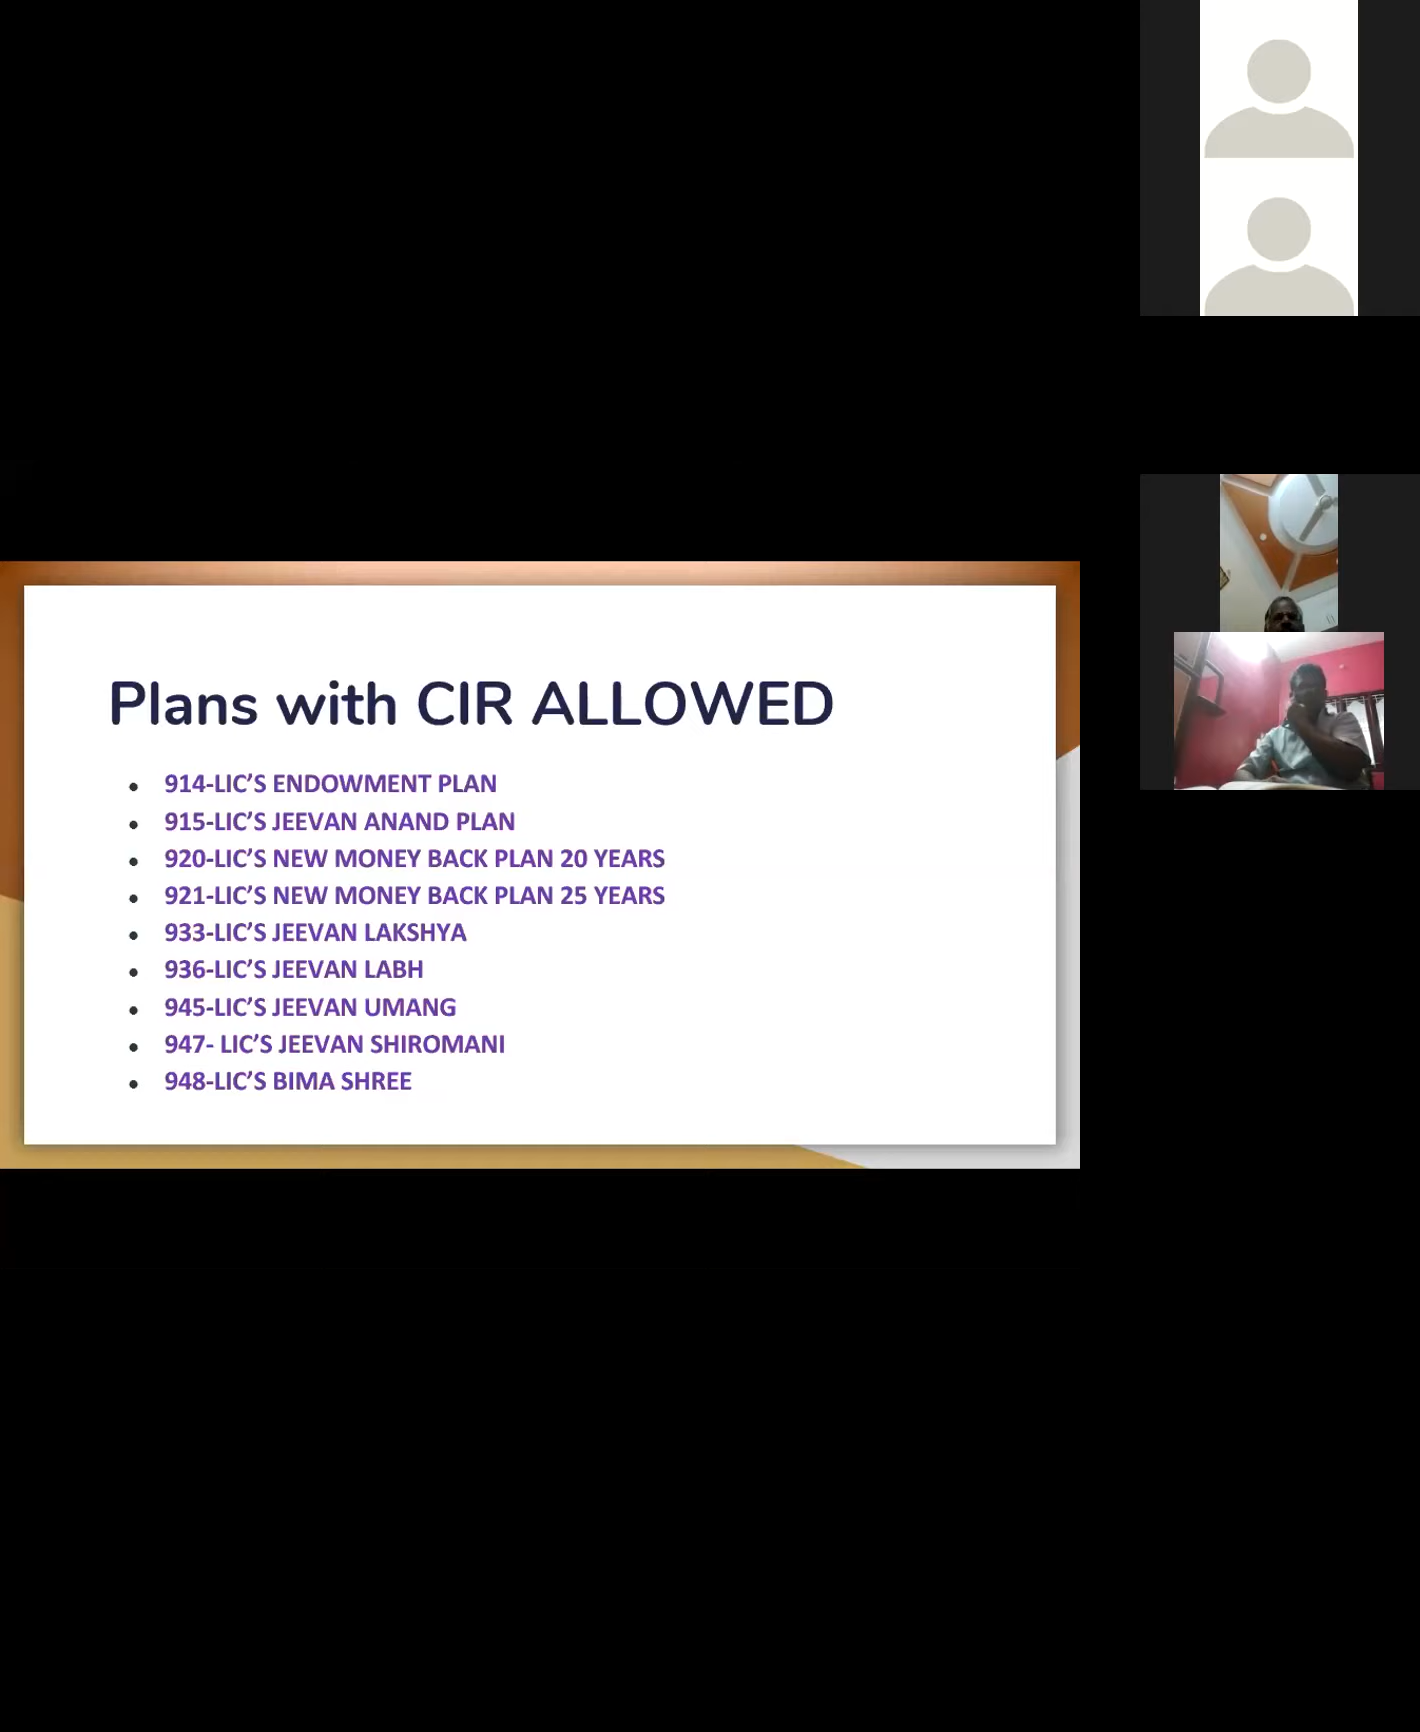 Plans with CIR ALLOWED
• 914-LIC’S ENDOWMENT PLAN
• 915-LIC’S JEEVAN ANAND PLAN
• 920-LIC’S NEW MONEY BACK PLAN 20 YEARS
• 921-LIC’S NEW MONEY BACK PLAN 25 YEARS
• 933-LIC’S JEEVAN LAKSHYA
• 936-LIC’S JEEVAN LABH
• 945-LIC’S JEEVAN UMANG
• 947- LIC’S JEEVAN SHIROMANI
• 948-LIC’S BIMA SHREE